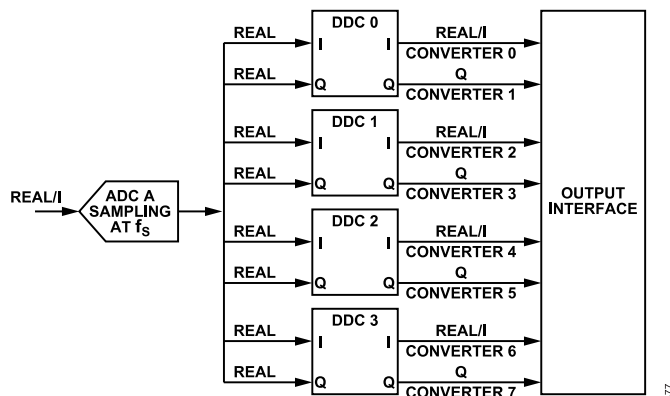 DDC 0
REAL
I
I
REAL/I
CONVERTER 0
REAL
Q
Q
Q
CONVERTER 1
DDC 1
REAL
I
I
REAL/I
CONVERTER 2
REAL
Q
Q
Q
CONVERTER 3
REAL/I
ADC A
SAMPLING
AT fS
OUTPUT
INTERFACE
DDC 2
REAL
I
I
REAL/I
CONVERTER 4
REAL
Q
Q
Q
CONVERTER 5
DDC 3
REAL
I
I
REAL/I
CONVERTER 6
REAL
Q
Q
Q
CONVERTER 7
77